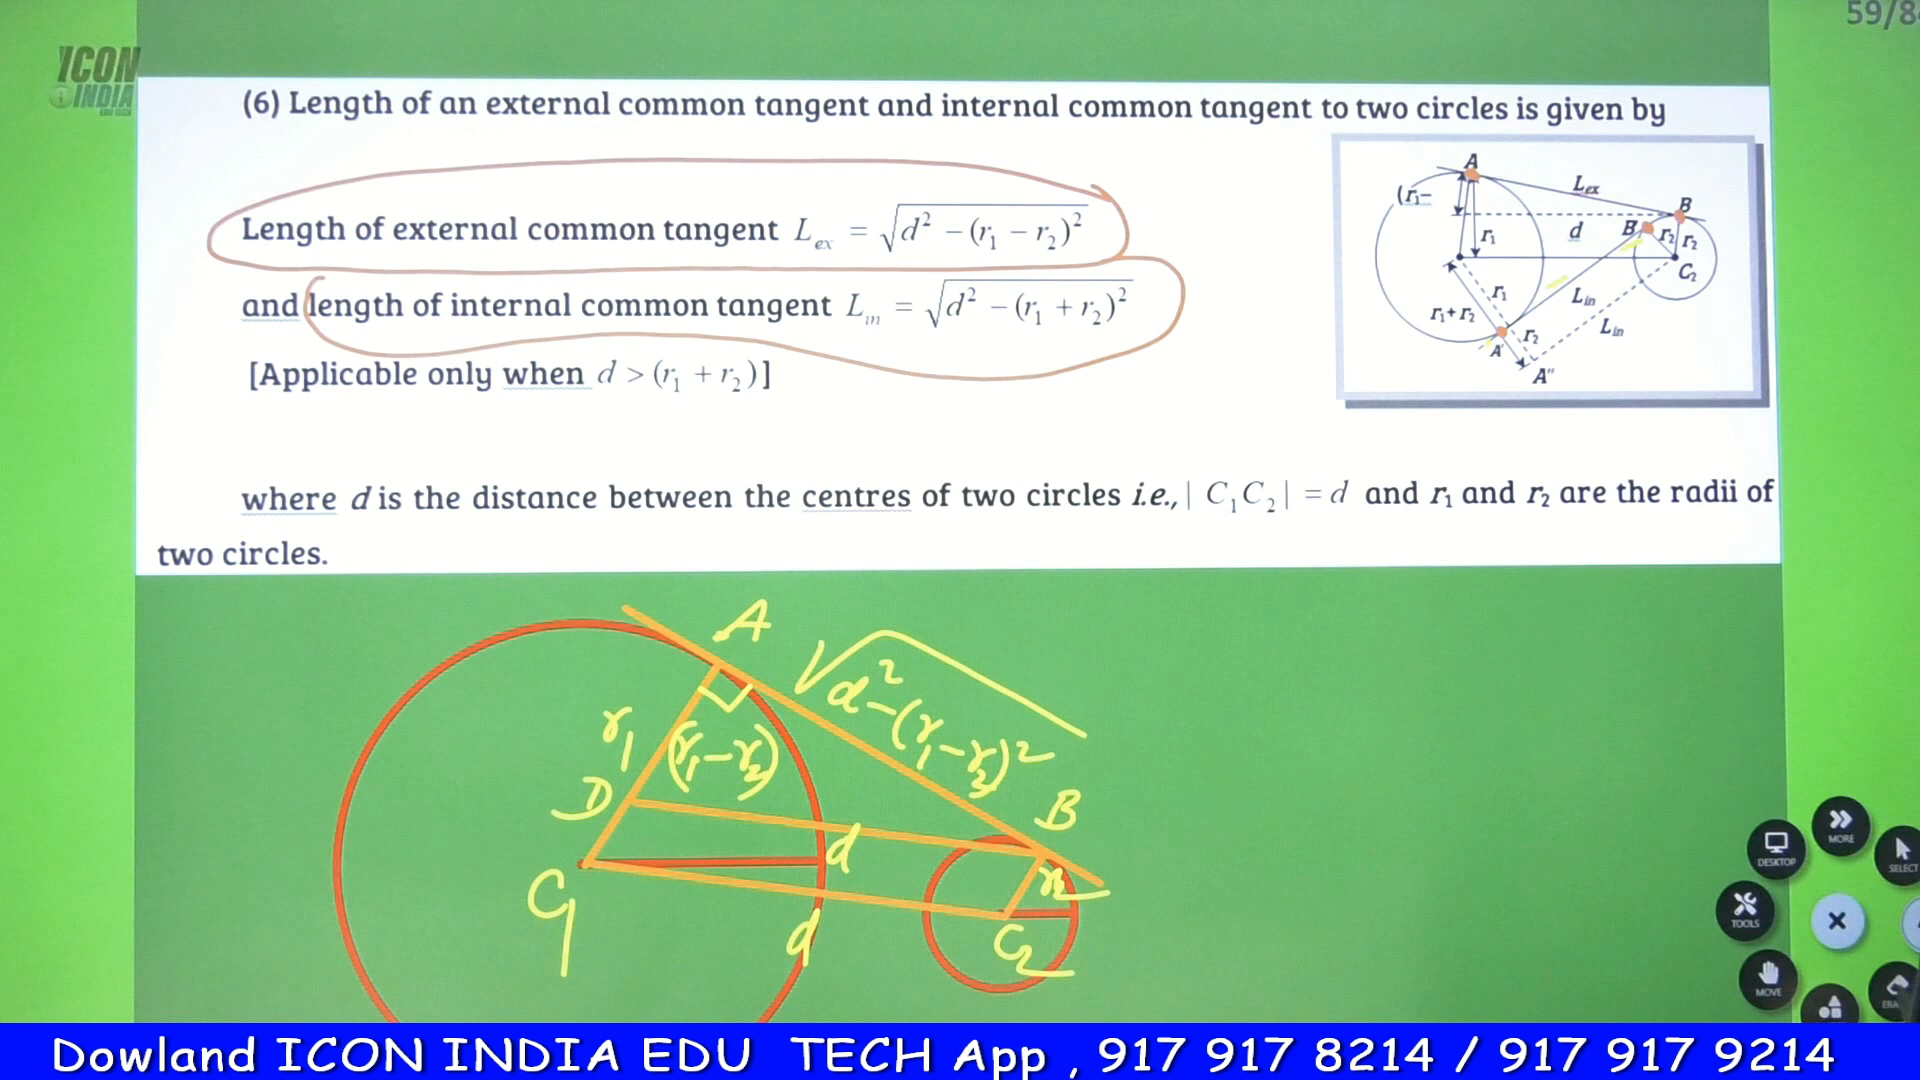 59/8
ICON
INDIA
(6) Length of an external common tangent and internal common tangent to two circles is given by
Length of external common tangent L_ex = √(d² − (r₁ − r₂)²)
and length of internal common tangent L_in = √(d² − (r₁ + r₂)²)
[Applicable only when d > (r₁ + r₂)]
A
(r₁−
L_ex
B
d
B'
r₂
r₂
r₁
C₂
r₁
L_in
r₁+r₂
L_in
r₂
A'
A"
where d is the distance between the centres of two circles i.e., | C₁C₂ | = d and r₁ and r₂ are the radii of
two circles.
A
√(d² − (r₁ − r₂)²)
r₁
(r₁ − r₂)
D
B
d
r₂
C₁
d
C₂
MORE
DESKTOP
SELECT
TOOLS
MOVE
ERA
Dowland ICON INDIA EDU TECH App , 917 917 8214 / 917 917 9214